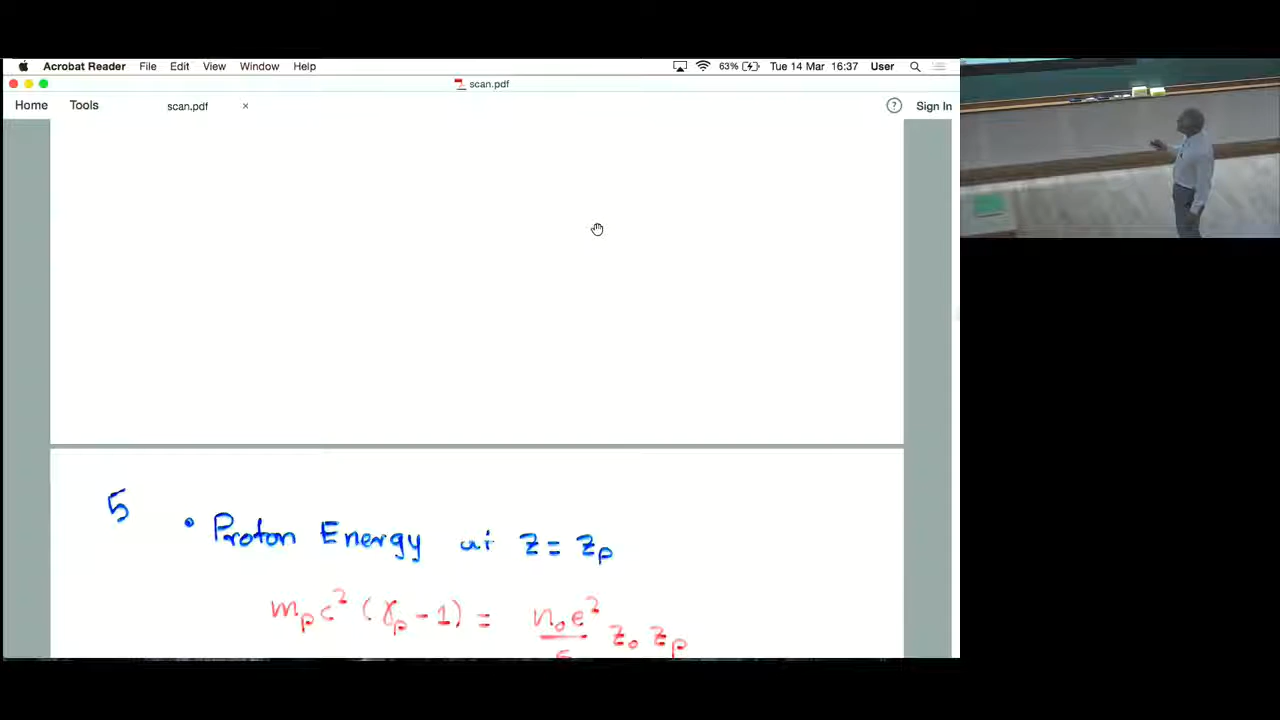 Acrobat Reader File Edit View Window Help 63% Tue 14 Mar 16:37 User
scan.pdf
Home Tools scan.pdf × ? Sign In
5 • Proton Energy at z = z_p
m_p c² (γ_p - 1) = n₀e² z₀ z_p